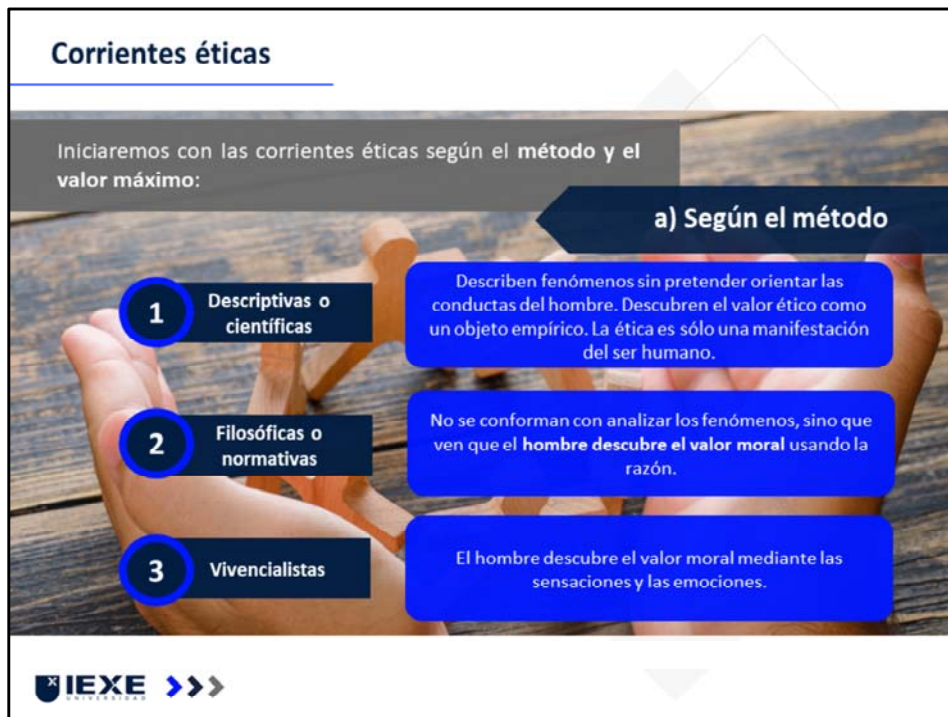 Corrientes éticas
Iniciaremos con las corrientes éticas según el método y el
valor máximo:
a) Según el método
1
Descriptivas o
científicas
Describen fenómenos sin pretender orientar las
conductas del hombre. Descubren el valor ético como
un objeto empírico. La ética es sólo una manifestación
del ser humano.
2
Filosóficas o
normativas
No se conforman con analizar los fenómenos, sino que
ven que el hombre descubre el valor moral usando la
razón.
3
Vivencialistas
El hombre descubre el valor moral mediante las
sensaciones y las emociones.
IEXE
UNIVERSIDAD